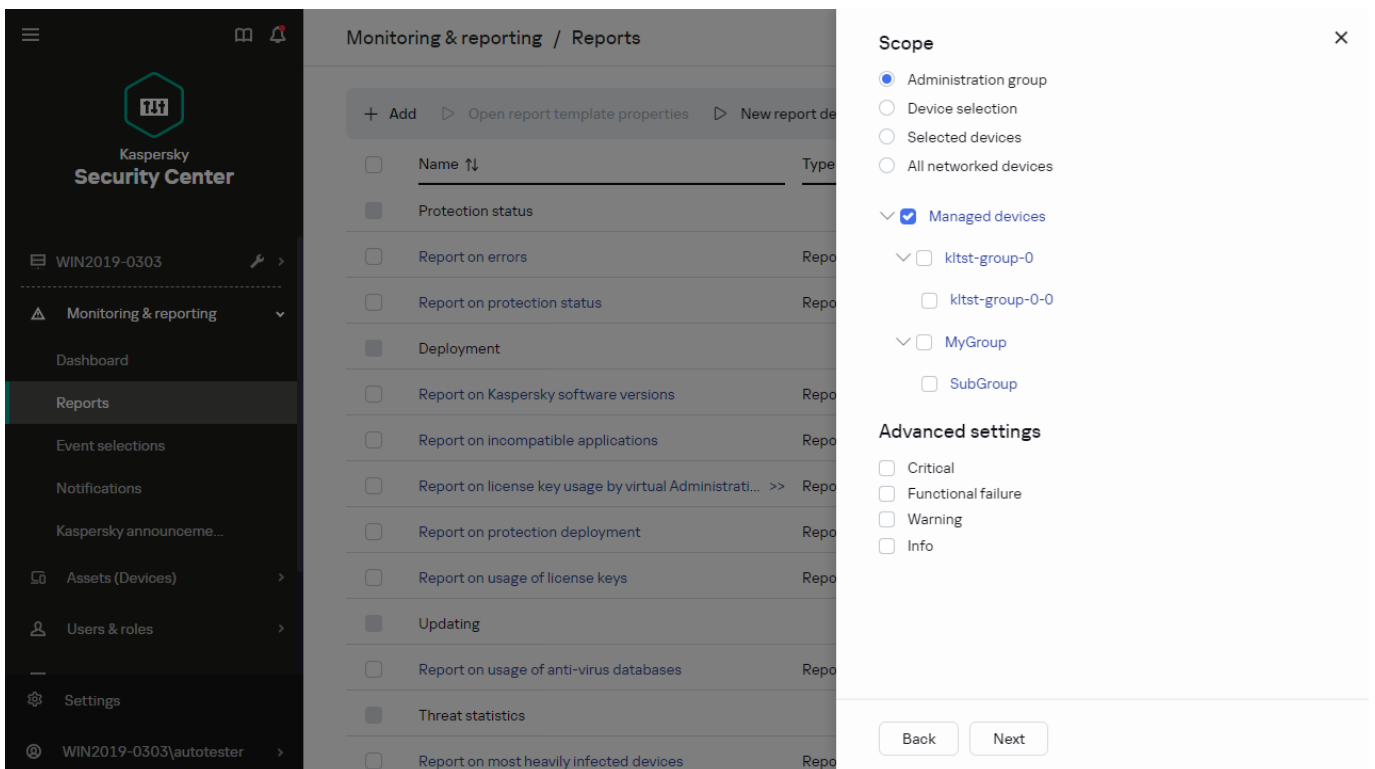 Kaspersky
Security Center
WIN2019-0303
Monitoring & reporting
Dashboard
Reports
Event selections
Notifications
Kaspersky announceme...
Assets (Devices)
Users & roles
Settings
WIN2019-0303\autotester
Monitoring & reporting / Reports
+ Add Open report template properties New report de
Name Type
Protection status
Report on errors Repo
Report on protection status Repo
Deployment
Report on Kaspersky software versions Repo
Report on incompatible applications Repo
Report on license key usage by virtual Administrati... >> Repo
Report on protection deployment Repo
Report on usage of license keys Repo
Updating
Report on usage of anti-virus databases Repo
Threat statistics
Report on most heavily infected devices Repo
Scope
Administration group
Device selection
Selected devices
All networked devices
Managed devices
kltst-group-0
kltst-group-0-0
MyGroup
SubGroup
Advanced settings
Critical
Functional failure
Warning
Info
Back Next